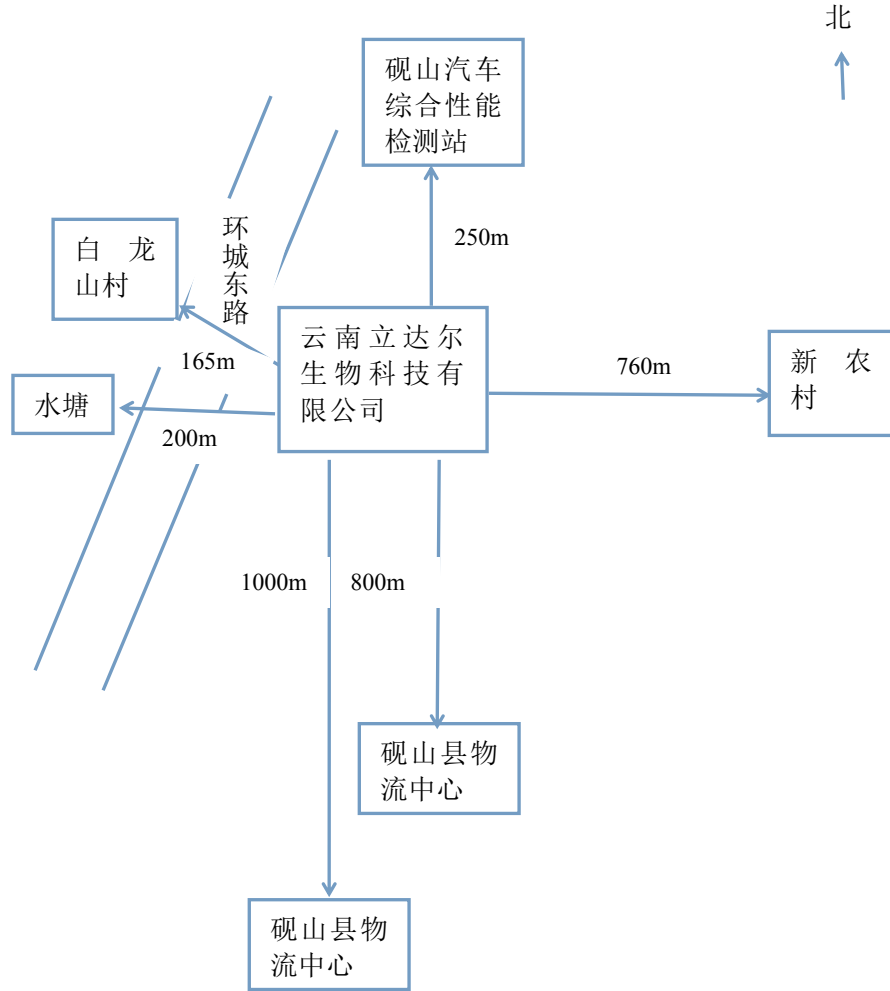 北
砚山汽车
综合性能
检测站
环城东路
白 龙
山村
250m
云南立达尔
生物科技有
限公司
165m
760m
新 农
村
水塘
200m
1000m
800m
砚山县物
流中心
砚山县物
流中心